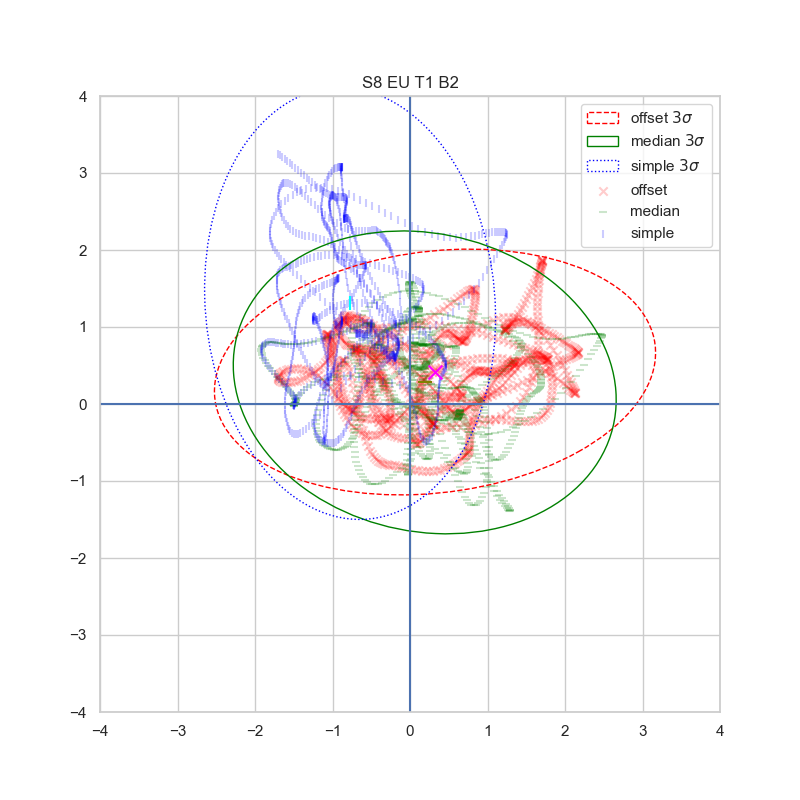 S8 EU T1 B2
4
3
2
1
0
−1
−2
−3
−4
−4
−3
−2
−1
0
1
2
3
4
offset 3σ
median 3σ
simple 3σ
offset
median
simple